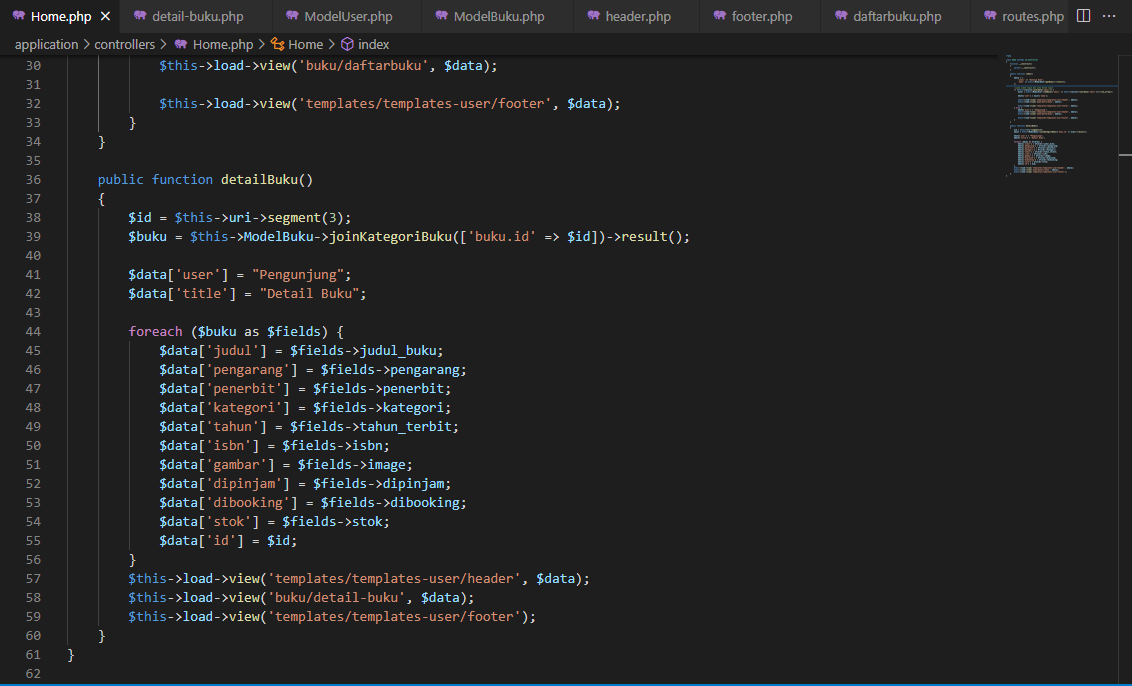 Home.php detail-buku.php ModelUser.php ModelBuku.php header.php footer.php daftarbuku.php routes.php
application > controllers > Home.php > Home > index
30 $this->load->view('buku/daftarbuku', $data);
31
32 $this->load->view('templates/templates-user/footer', $data);
33 }
34 }
35
36 public function detailBuku()
37 {
38 $id = $this->uri->segment(3);
39 $buku = $this->ModelBuku->joinKategoriBuku(['buku.id' => $id])->result();
40
41 $data['user'] = "Pengunjung";
42 $data['title'] = "Detail Buku";
43
44 foreach ($buku as $fields) {
45 $data['judul'] = $fields->judul_buku;
46 $data['pengarang'] = $fields->pengarang;
47 $data['penerbit'] = $fields->penerbit;
48 $data['kategori'] = $fields->kategori;
49 $data['tahun'] = $fields->tahun_terbit;
50 $data['isbn'] = $fields->isbn;
51 $data['gambar'] = $fields->image;
52 $data['dipinjam'] = $fields->dipinjam;
53 $data['dibooking'] = $fields->dibooking;
54 $data['stok'] = $fields->stok;
55 $data['id'] = $id;
56 }
57 $this->load->view('templates/templates-user/header', $data);
58 $this->load->view('buku/detail-buku', $data);
59 $this->load->view('templates/templates-user/footer');
60 }
61 }
62